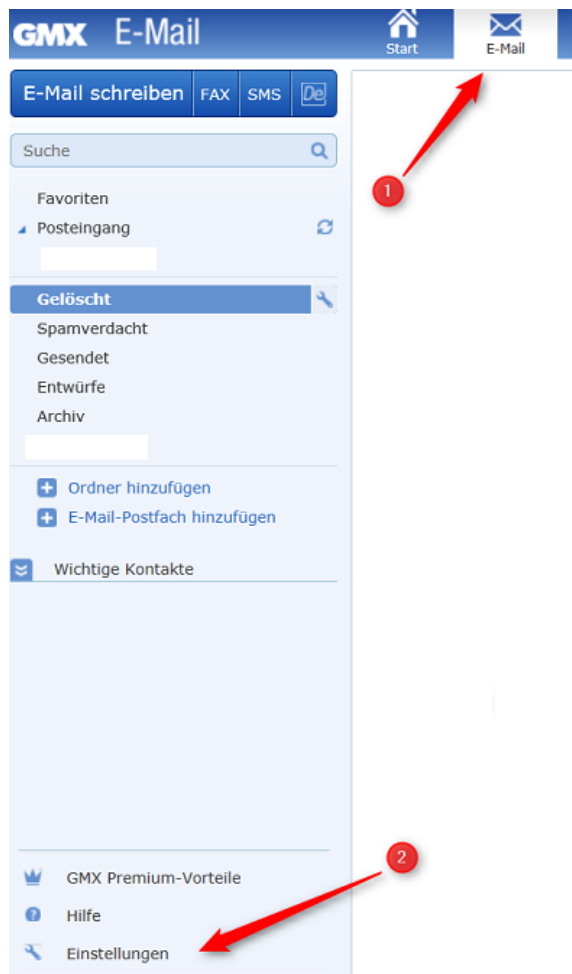 GMX E-Mail
Start
E-Mail
E-Mail schreiben FAX SMS De
Suche
1
Favoriten
Posteingang
Gelöscht
Spamverdacht
Gesendet
Entwürfe
Archiv
Ordner hinzufügen
E-Mail-Postfach hinzufügen
Wichtige Kontakte
2
GMX Premium-Vorteile
? Hilfe
Einstellungen